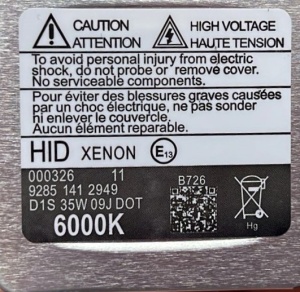 CAUTION
ATTENTION
HIGH VOLTAGE
HAUTE TENSION
To avoid personal injury from electric
shock, do not probe or remove cover.
No serviceable components.
Pour éviter des blessures graves causées
par un choc électrique, ne pas sonder
ni enlever le couvercle.
Aucun élément reparable.
HID XENON E13
000326 11
9285 141 2949
D1S 35W 09J DOT
6000K
B726
Hg